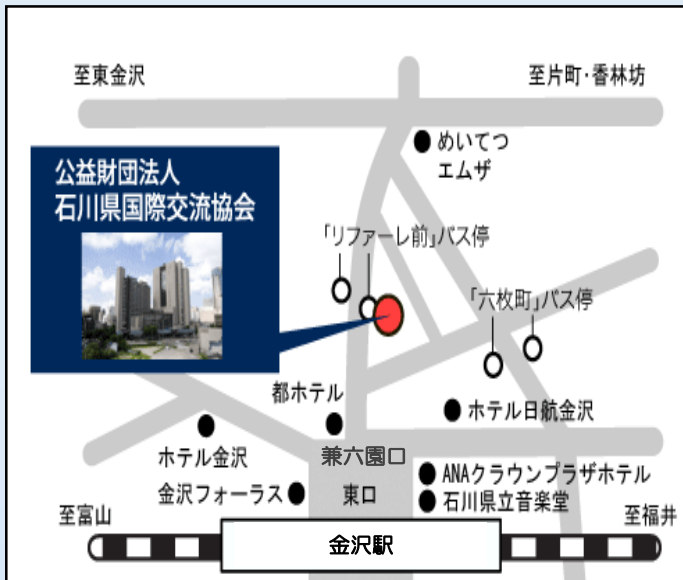 至東金沢
至片町・香林坊
めいてつ
エムザ
公益財団法人
石川県国際交流協会
「リファーレ前」バス停
「六枚町」バス停
都ホテル
ホテル日航金沢
ホテル金沢
兼六園口
金沢フォーラス
東口
ANAクラウンプラザホテル
石川県立音楽堂
至富山
至福井
金沢駅